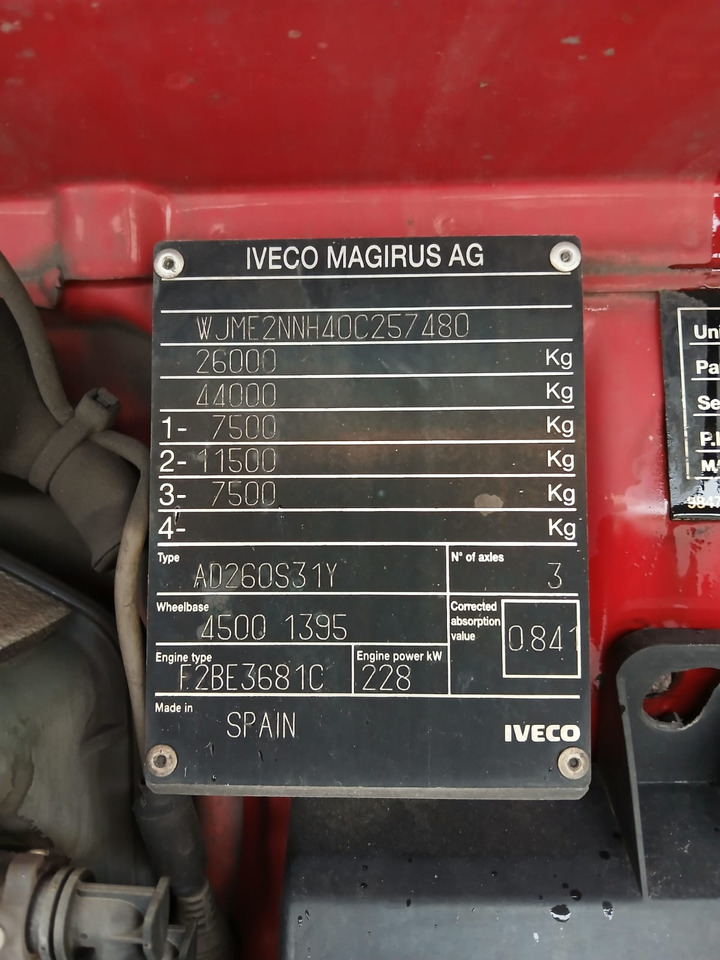 IVECO MAGIRUS AG
WJME2NNH40C257480
26000 Kg
44000 Kg
1- 7500 Kg
2- 11500 Kg
3- 7500 Kg
4- Kg
Type AD260S31Y N° of axles 3
Wheelbase 4500 1395 Corrected absorption value 0.841
Engine type F2BE3681C Engine power kW 228
Made in SPAIN IVECO